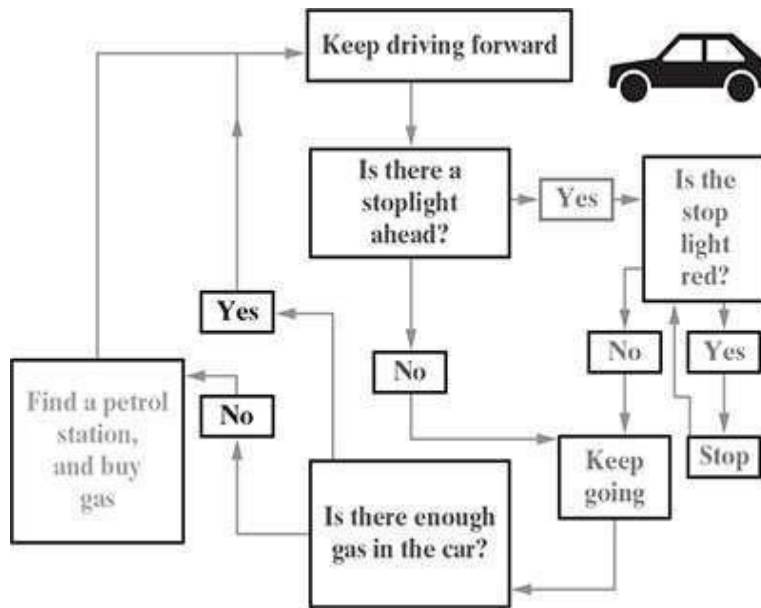 Keep driving forward
Is there a
stoplight
ahead?
Yes
Is the
stop
light
red?
Yes
No
Yes
No
Find a petrol
station,
and buy
gas
No
Keep
going
Stop
Is there enough
gas in the car?